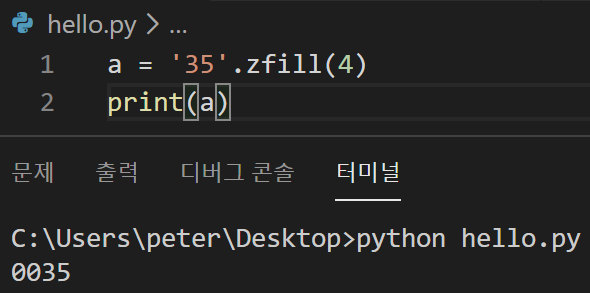 hello.py > ...
1 a = '35'.zfill(4)
2 print(a)
문제 출력 디버그 콘솔 터미널
C:\Users\peter\Desktop>python hello.py
0035